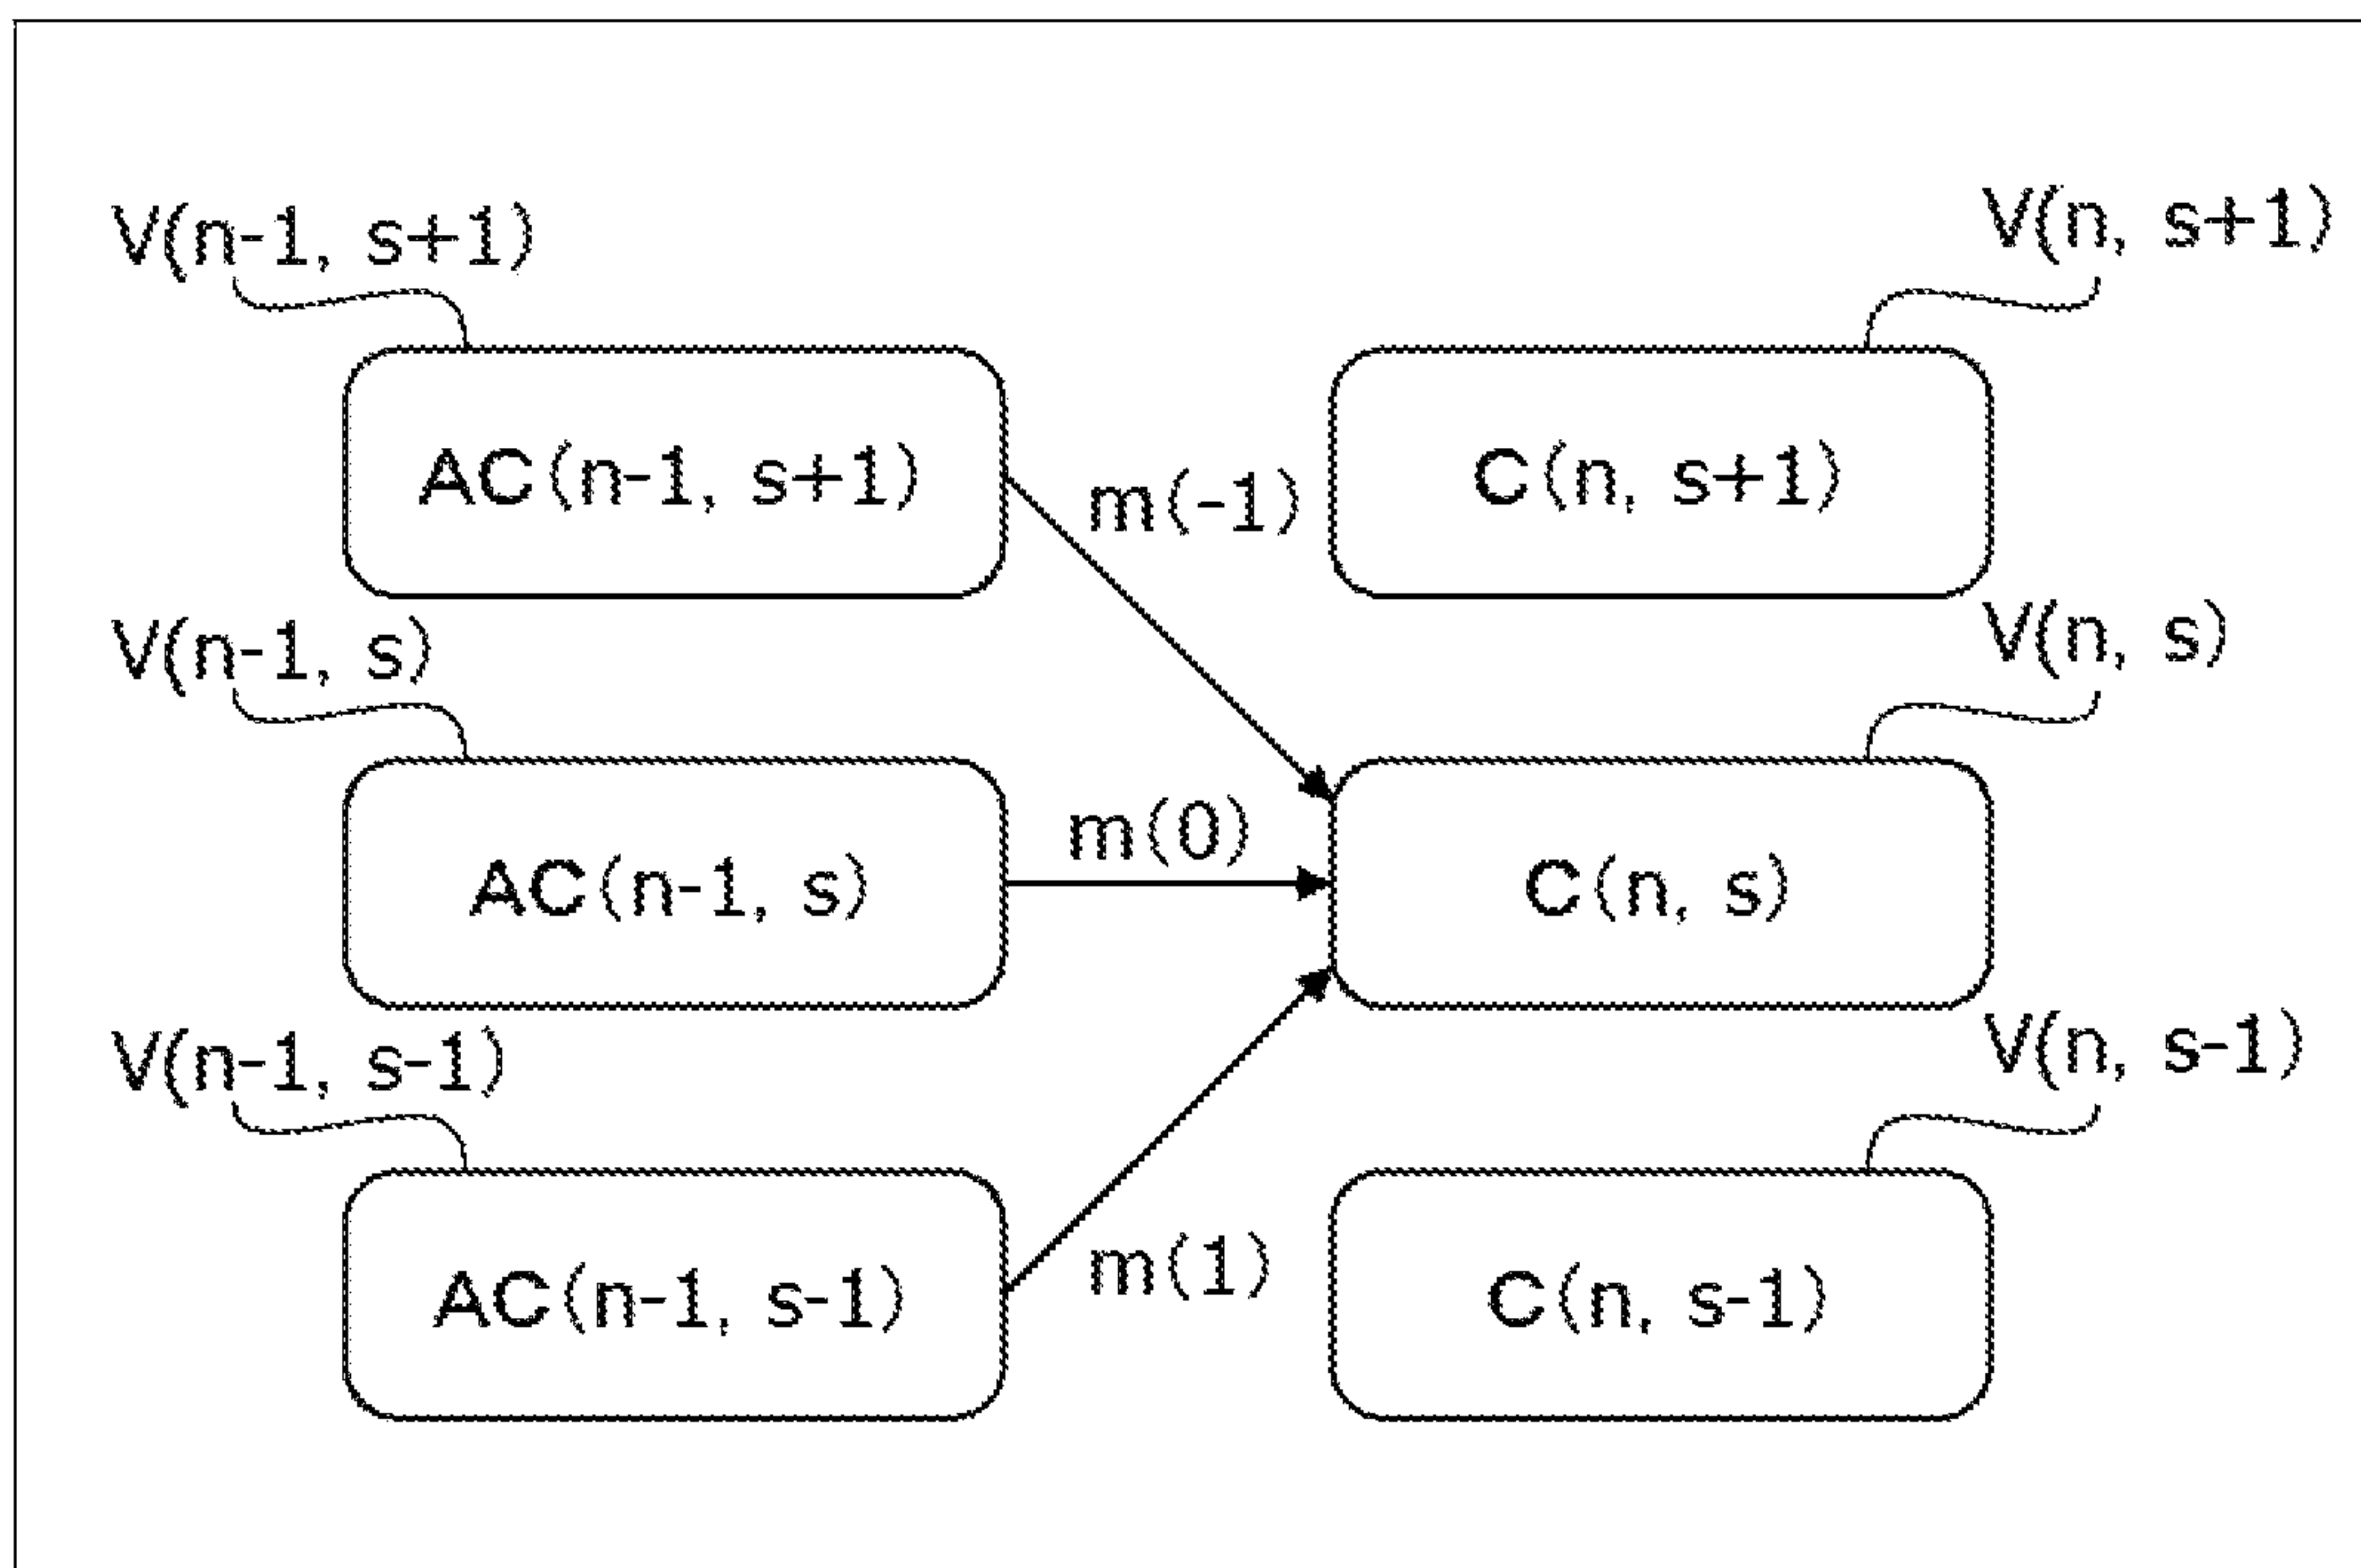 V(n-1, s+1)
V(n, s+1)
AC(n-1, s+1)
m(-1)
C(n, s+1)
V(n-1, s)
V(n, s)
m(0)
AC(n-1, s)
C(n, s)
V(n-1, s-1)
V(n, s-1)
m(1)
AC(n-1, s-1)
C(n, s-1)